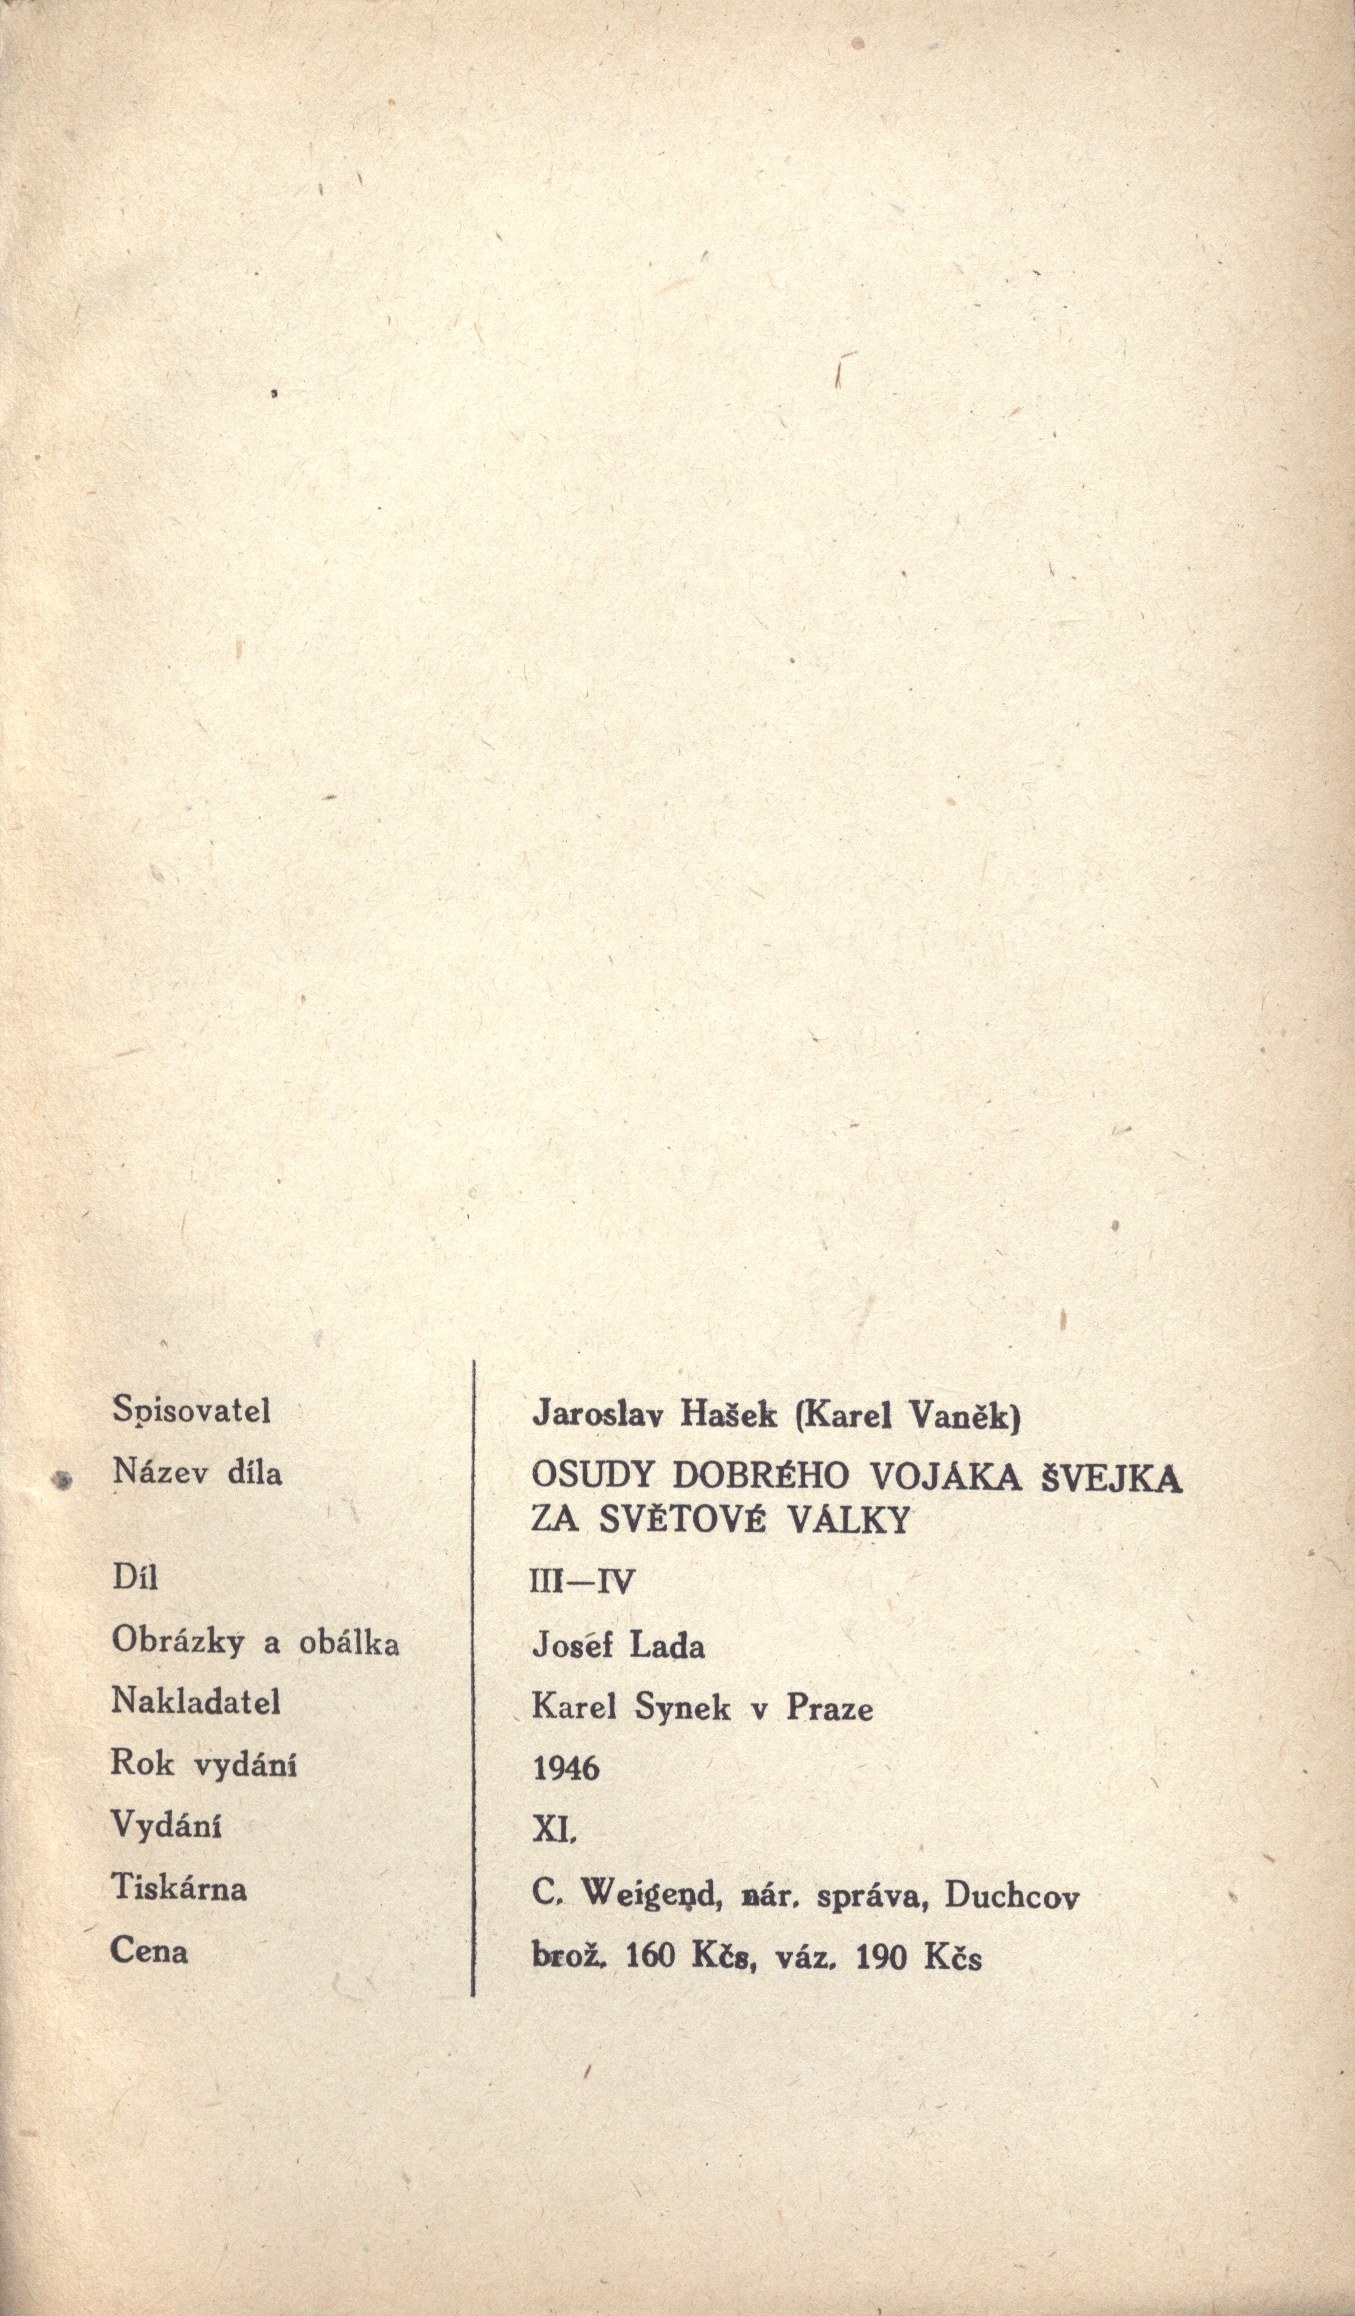 Spisovatel Jaroslav Hašek (Karel Vaněk)
Název díla OSUDY DOBRÉHO VOJÁKA ŠVEJKA
ZA SVĚTOVÉ VÁLKY
Díl III—IV
Obrázky a obálka Josef Lada
Nakladatel Karel Synek v Praze
Rok vydání 1946
Vydání XI.
Tiskárna C. Weigend, nár. správa, Duchcov
Cena brož. 160 Kčs, váz. 190 Kčs